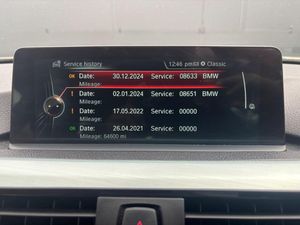 Service history 12:46 pm Classic
OK Date: 30.12.2024 Service: 08633 BMW
Mileage:
! Date: 02.01.2024 Service: 08651 BMW
Mileage:
! Date: 17.05.2022 Service: 00000
Mileage:
OK Date: 26.04.2021 Service: 00000
Mileage: 64600 mi